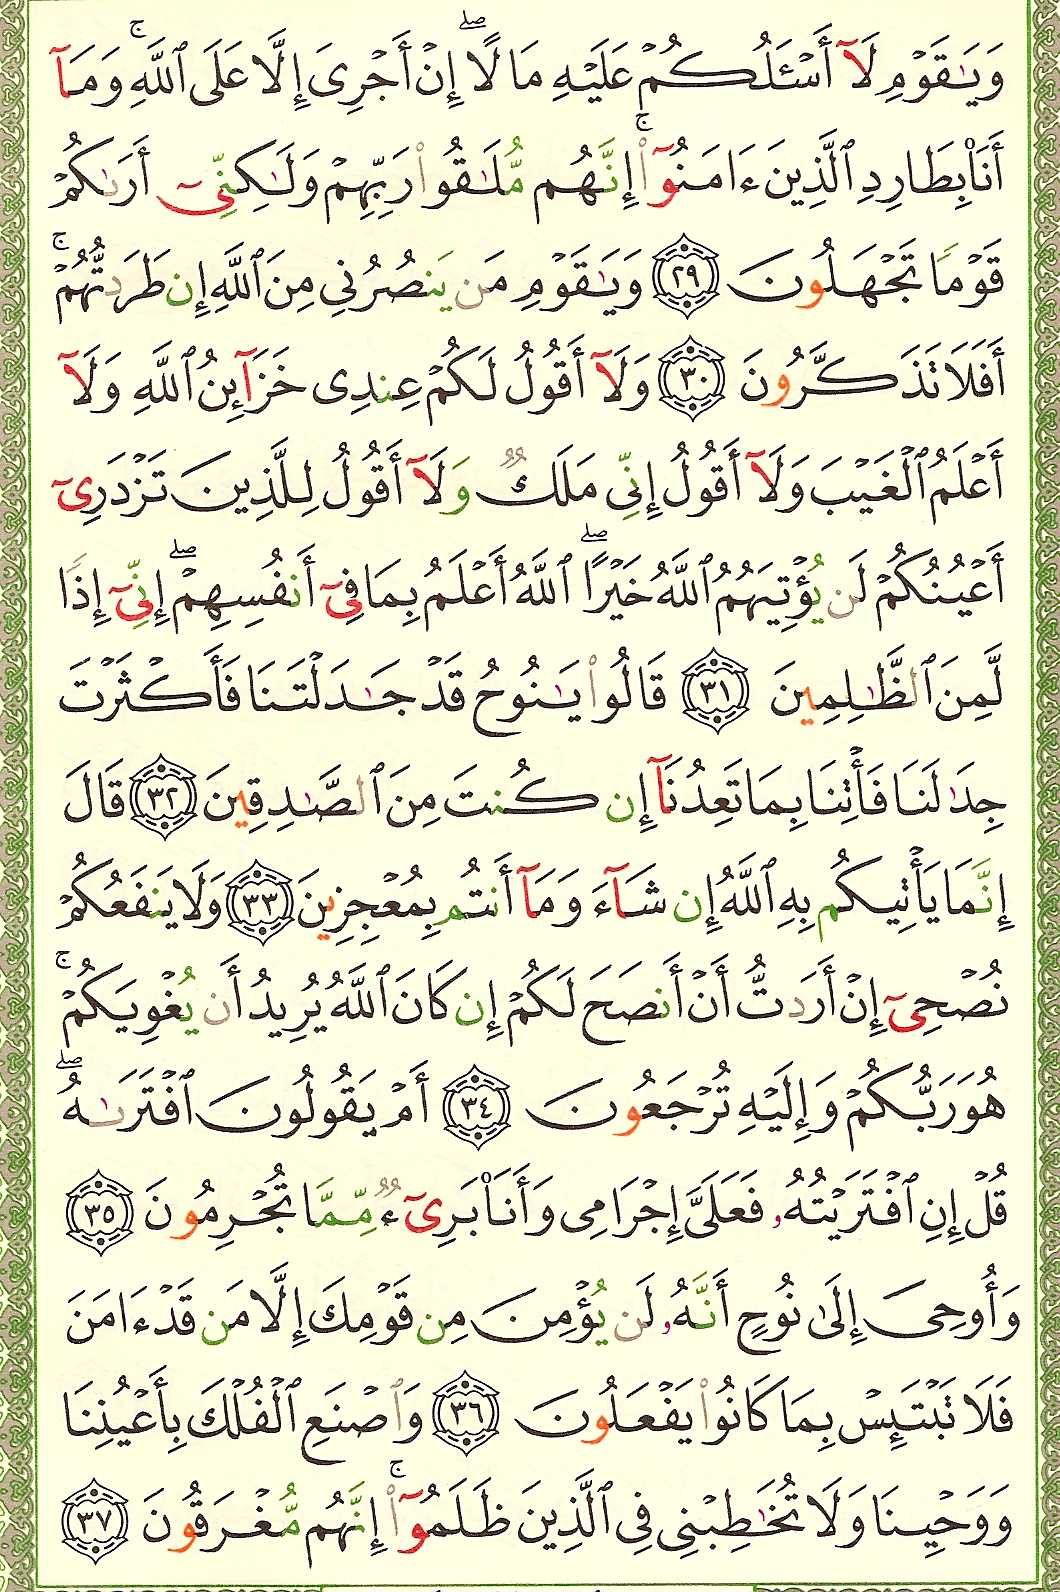 وَيَـٰقَوْمِ لَآ أَسْـَٔلُكُمْ عَلَيْهِ مَالًا ۖ إِنْ أَجْرِىَ إِلَّا عَلَى ٱللَّهِ ۚ وَمَآ
أَنَا۠ بِطَارِدِ ٱلَّذِينَ ءَامَنُوٓا۟ ۚ إِنَّهُم مُّلَـٰقُوا۟ رَبِّهِمْ وَلَـٰكِنِّىٓ أَرَىٰكُمْ
قَوْمًا تَجْهَلُونَ ٢٩ وَيَـٰقَوْمِ مَن يَنصُرُنِى مِنَ ٱللَّهِ إِن طَرَدتُّهُمْ ۚ
أَفَلَا تَذَكَّرُونَ ٣٠ وَلَآ أَقُولُ لَكُمْ عِندِى خَزَآئِنُ ٱللَّهِ وَلَآ
أَعْلَمُ ٱلْغَيْبَ وَلَآ أَقُولُ إِنِّى مَلَكٌ وَلَآ أَقُولُ لِلَّذِينَ تَزْدَرِىٓ
أَعْيُنُكُمْ لَن يُؤْتِيَهُمُ ٱللَّهُ خَيْرًا ۖ ٱللَّهُ أَعْلَمُ بِمَا فِىٓ أَنفُسِهِمْ ۖ إِنِّىٓ إِذًا
لَّمِنَ ٱلظَّـٰلِمِينَ ٣١ قَالُوا۟ يَـٰنُوحُ قَدْ جَـٰدَلْتَنَا فَأَكْثَرْتَ
جِدَٰلَنَا فَأْتِنَا بِمَا تَعِدُنَآ إِن كُنتَ مِنَ ٱلصَّـٰدِقِينَ ٣٢ قَالَ
إِنَّمَا يَأْتِيكُم بِهِ ٱللَّهُ إِن شَآءَ وَمَآ أَنتُم بِمُعْجِزِينَ ٣٣ وَلَا يَنفَعُكُمْ
نُصْحِىٓ إِنْ أَرَدتُّ أَنْ أَنصَحَ لَكُمْ إِن كَانَ ٱللَّهُ يُرِيدُ أَن يُغْوِيَكُمْ ۚ
هُوَ رَبُّكُمْ وَإِلَيْهِ تُرْجَعُونَ ٣٤ أَمْ يَقُولُونَ ٱفْتَرَىٰهُ ۖ
قُلْ إِنِ ٱفْتَرَيْتُهُۥ فَعَلَىَّ إِجْرَامِى وَأَنَا۠ بَرِىٓءٌ مِّمَّا تُجْرِمُونَ ٣٥
وَأُوحِىَ إِلَىٰ نُوحٍ أَنَّهُۥ لَن يُؤْمِنَ مِن قَوْمِكَ إِلَّا مَن قَدْ ءَامَنَ
فَلَا تَبْتَئِسْ بِمَا كَانُوا۟ يَفْعَلُونَ ٣٦ وَٱصْنَعِ ٱلْفُلْكَ بِأَعْيُنِنَا
وَوَحْيِنَا وَلَا تُخَـٰطِبْنِى فِى ٱلَّذِينَ ظَلَمُوٓا۟ ۚ إِنَّهُم مُّغْرَقُونَ ٣٧